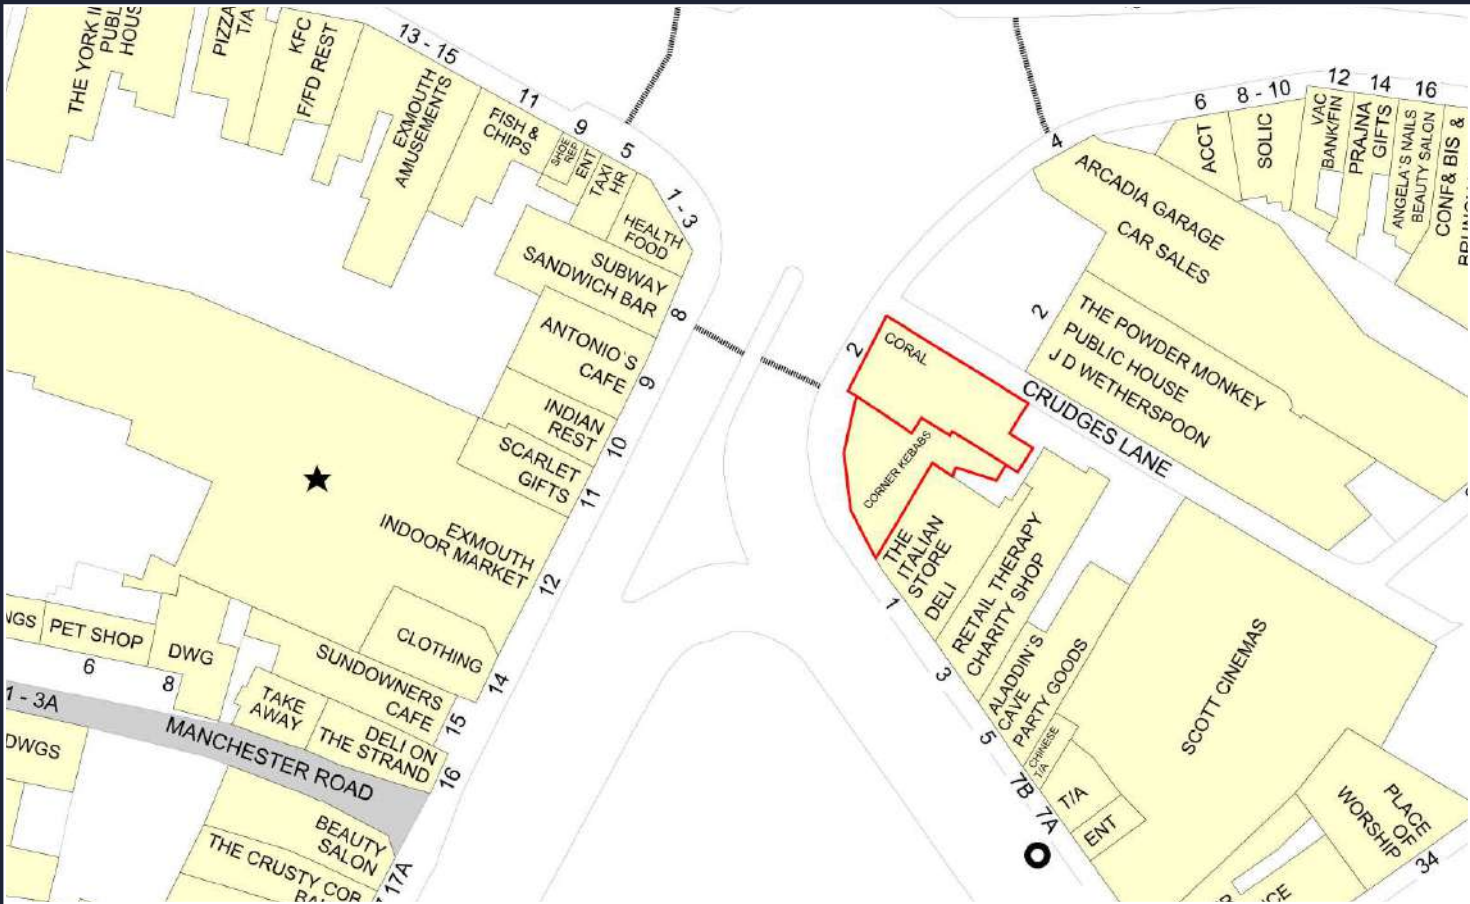 THE YORK
PUBL
HOUS
PIZZA
T/A
KFC
F/FD REST
13 - 15
EXMOUTH
AMUSEMENTS
11
FISH &
CHIPS
9
SHOE
REP
ENT
5
TAXI
HR
1 - 3
HEALTH
FOOD
SUBWAY
SANDWICH BAR
8
ANTONIO'S
CAFE
9
INDIAN
REST
10
SCARLET
GIFTS
11
EXMOUTH
INDOOR MARKET
12
CLOTHING
14
SUNDOWNERS
CAFE
15
TAKE
AWAY
DELI ON
THE STRAND
16
NGS
PET SHOP
6
DWG
8
1 - 3A
MANCHESTER ROAD
DWGS
BEAUTY
SALON
17A
THE CRUSTY COB
4
6
8 - 10
12
14
16
ACCT
SOLIC
VAC
BANK/FIN
PRAJNA
GIFTS
ANGELA'S NAILS
BEAUTY SALON
CONF& BIS &
ARCADIA GARAGE
CAR SALES
2
THE POWDER MONKEY
PUBLIC HOUSE
J D WETHERSPOON
CRUDGES LANE
2
CORAL
CORNER KEBABS
1
THE
ITALIAN
STORE
DELI
3
RETAIL THERAPY
CHARITY SHOP
ALADDIN'S
CAVE
PARTY GOODS
5
CHINESE
T/A
7B
T/A
7A
ENT
SCOTT CINEMAS
PLACE
OF
WORSHIP
34